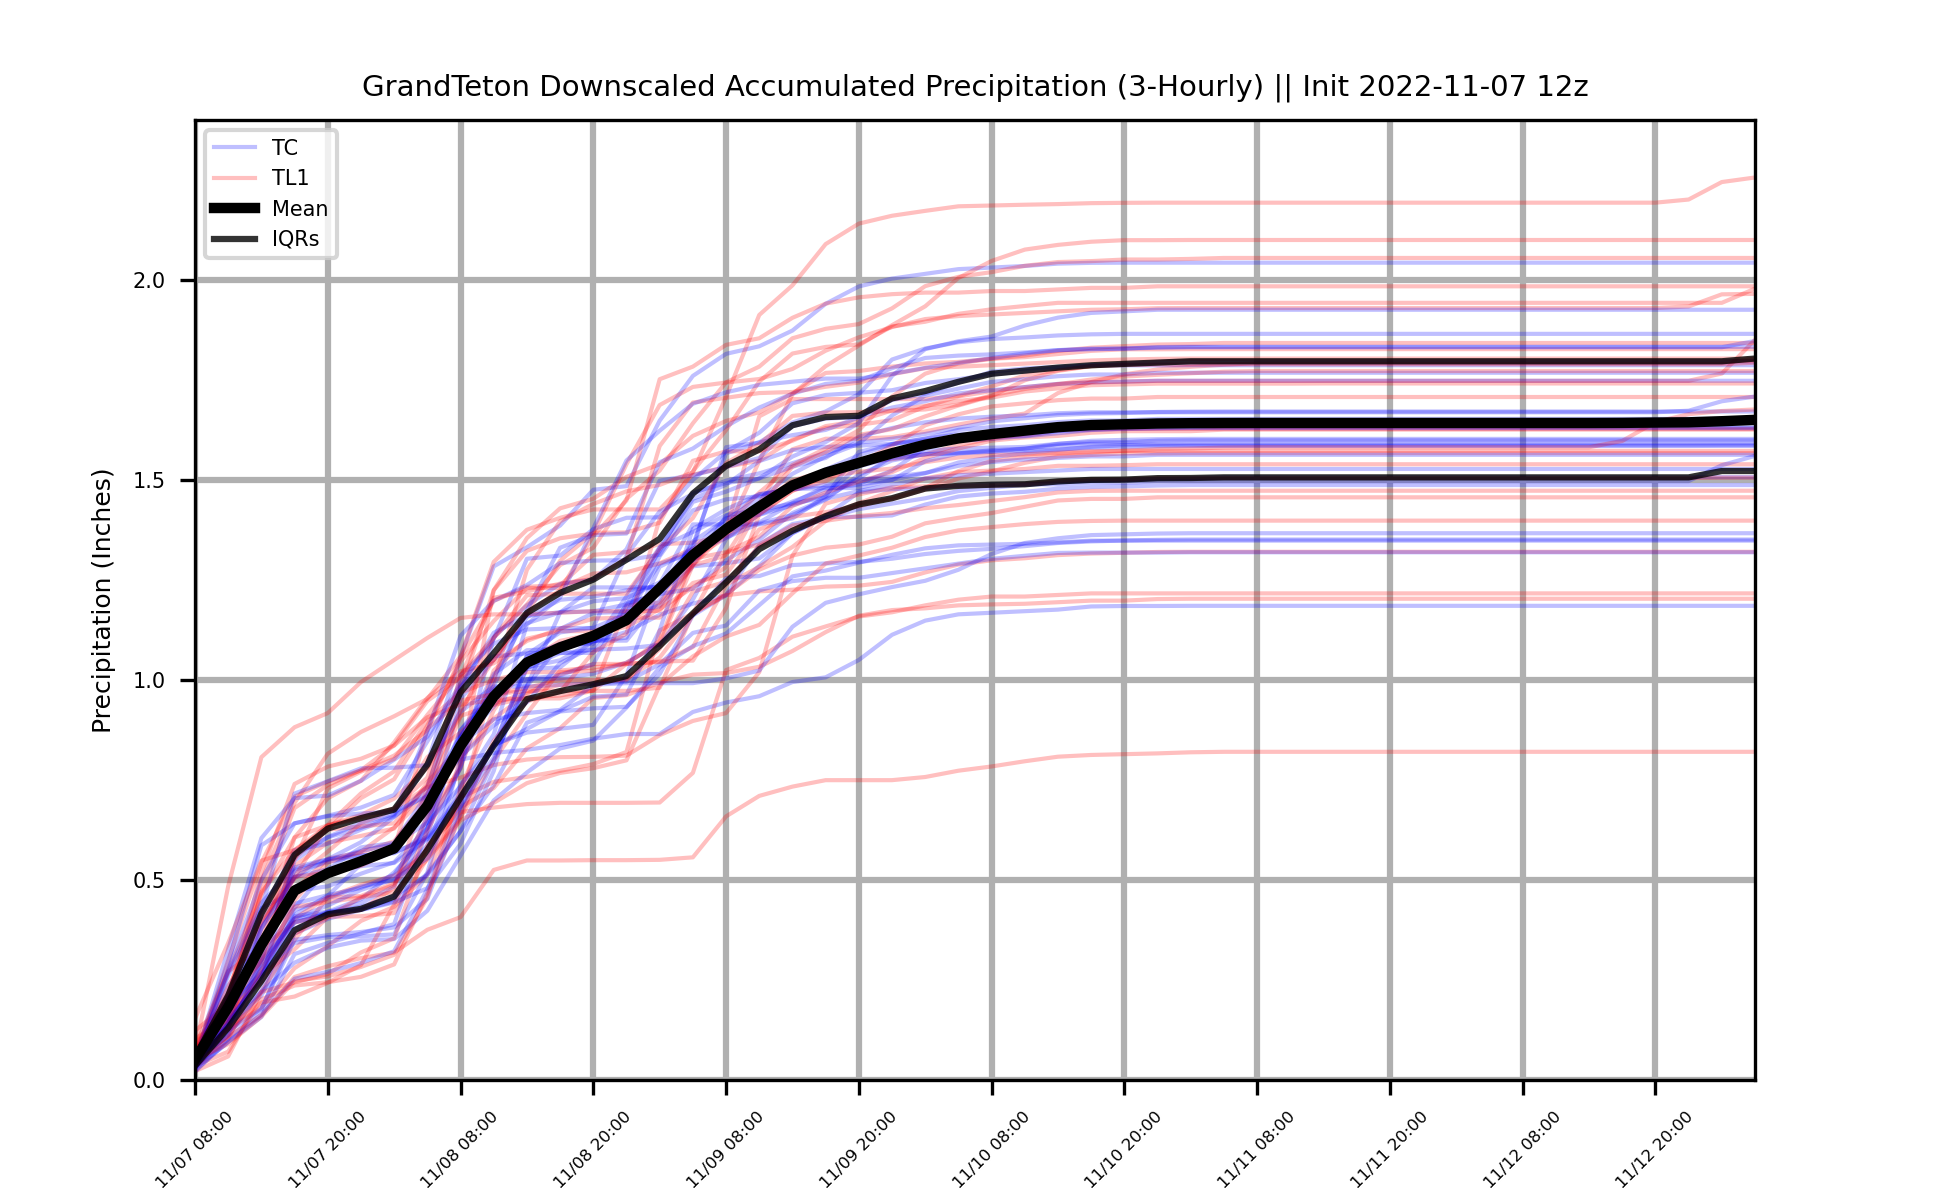 GrandTeton Downscaled Accumulated Precipitation (3-Hourly) || Init 2022-11-07 12z
TC
TL1
Mean
IQRs
Precipitation (Inches)
2.0
1.5
1.0
0.5
0.0
11/07 08:00
11/07 20:00
11/08 08:00
11/08 20:00
11/09 08:00
11/09 20:00
11/10 08:00
11/10 20:00
11/11 08:00
11/11 20:00
11/12 08:00
11/12 20:00